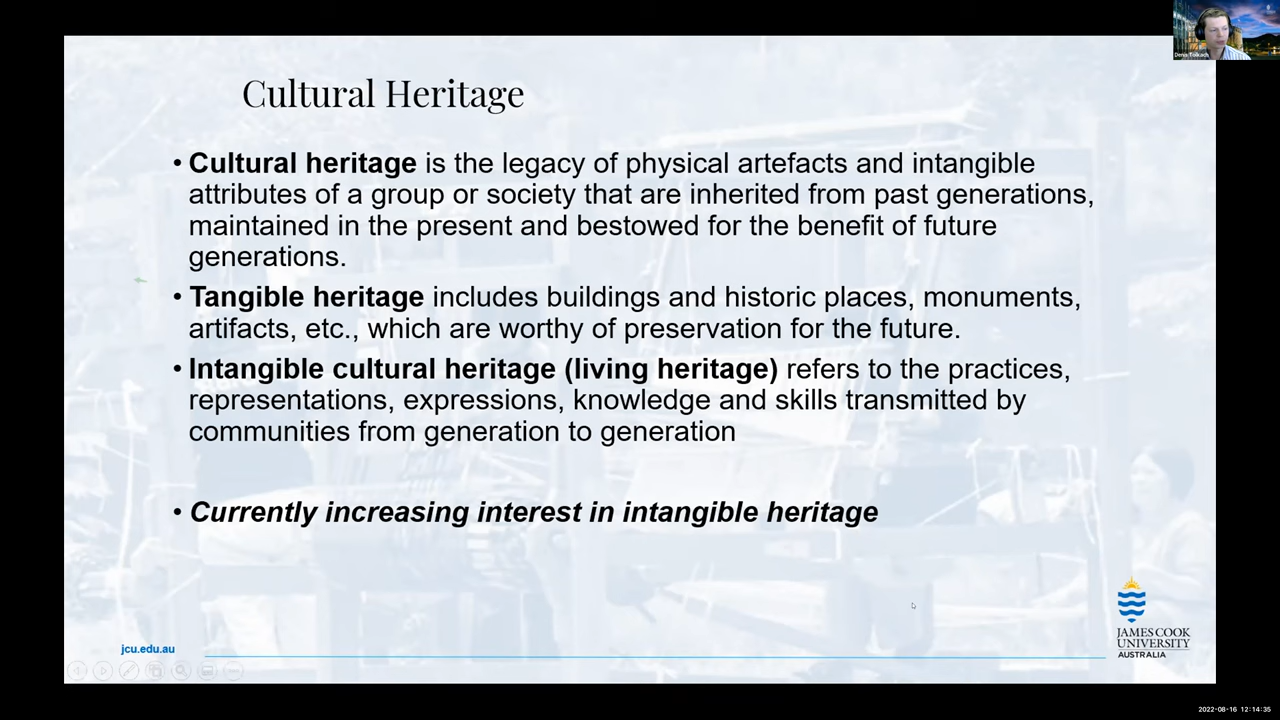 Denis Tolkach
Cultural Heritage
• Cultural heritage is the legacy of physical artefacts and intangible
attributes of a group or society that are inherited from past generations,
maintained in the present and bestowed for the benefit of future
generations.
• Tangible heritage includes buildings and historic places, monuments,
artifacts, etc., which are worthy of preservation for the future.
• Intangible cultural heritage (living heritage) refers to the practices,
representations, expressions, knowledge and skills transmitted by
communities from generation to generation
• Currently increasing interest in intangible heritage
jcu.edu.au
JAMES COOK
UNIVERSITY
AUSTRALIA
2022-08-16 12:14:35